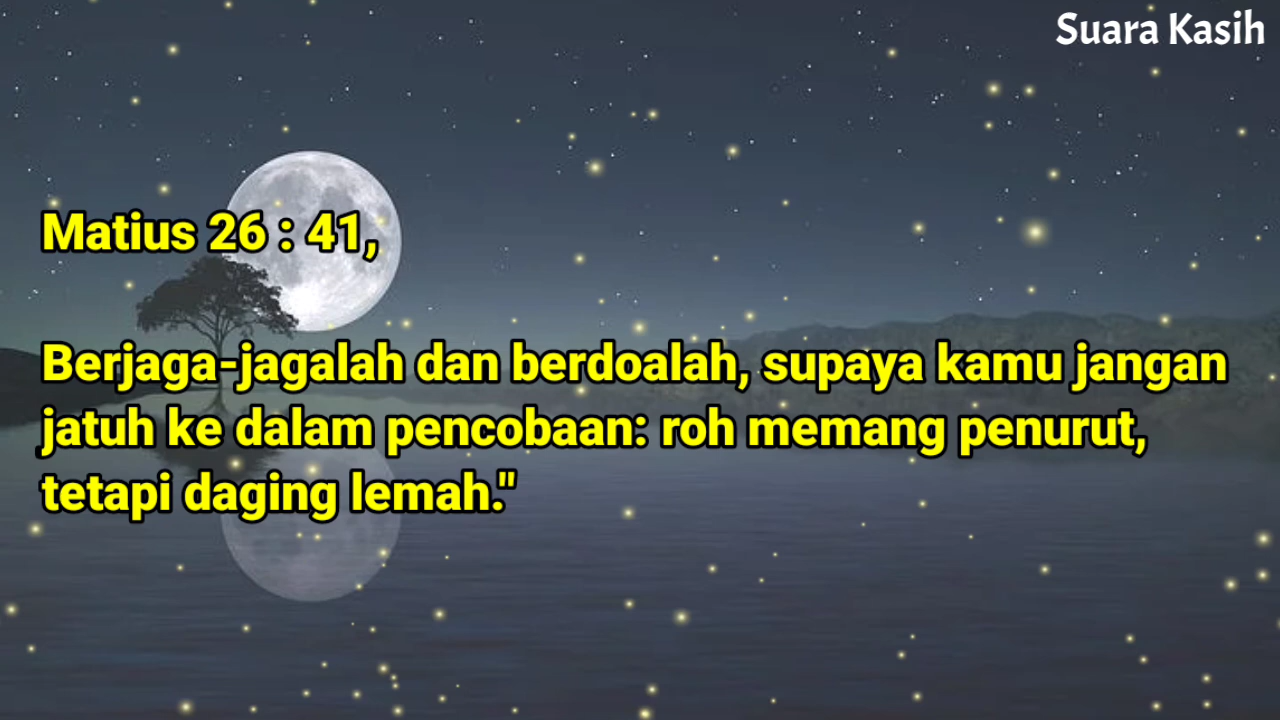 Suara Kasih
Matius 26 : 41,
Berjaga-jagalah dan berdoalah, supaya kamu jangan
jatuh ke dalam pencobaan: roh memang penurut,
tetapi daging lemah."